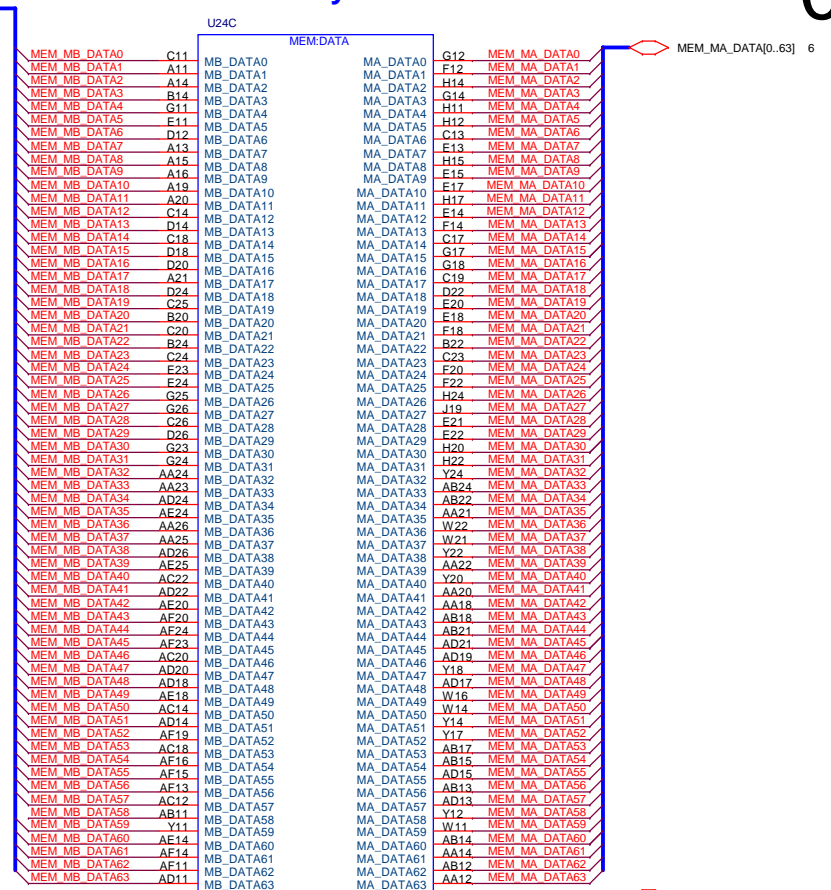 U24C
MEM:DATA
MEM_MA_DATA[0..63] 6
MEM_MB_DATA0 C11 MB_DATA0 MA_DATA0 G12 MEM_MA_DATA0
MEM_MB_DATA1 A11 MB_DATA1 MA_DATA1 F12 MEM_MA_DATA1
MEM_MB_DATA2 A14 MB_DATA2 MA_DATA2 H14 MEM_MA_DATA2
MEM_MB_DATA3 B14 MB_DATA3 MA_DATA3 G14 MEM_MA_DATA3
MEM_MB_DATA4 G11 MB_DATA4 MA_DATA4 H11 MEM_MA_DATA4
MEM_MB_DATA5 E11 MB_DATA5 MA_DATA5 H12 MEM_MA_DATA5
MEM_MB_DATA6 D12 MB_DATA6 MA_DATA6 C13 MEM_MA_DATA6
MEM_MB_DATA7 A13 MB_DATA7 MA_DATA7 E13 MEM_MA_DATA7
MEM_MB_DATA8 A15 MB_DATA8 MA_DATA8 H15 MEM_MA_DATA8
MEM_MB_DATA9 A16 MB_DATA9 MA_DATA9 E15 MEM_MA_DATA9
MEM_MB_DATA10 A19 MB_DATA10 MA_DATA10 E17 MEM_MA_DATA10
MEM_MB_DATA11 A20 MB_DATA11 MA_DATA11 H17 MEM_MA_DATA11
MEM_MB_DATA12 C14 MB_DATA12 MA_DATA12 E14 MEM_MA_DATA12
MEM_MB_DATA13 D14 MB_DATA13 MA_DATA13 F14 MEM_MA_DATA13
MEM_MB_DATA14 C18 MB_DATA14 MA_DATA14 C17 MEM_MA_DATA14
MEM_MB_DATA15 D18 MB_DATA15 MA_DATA15 G17 MEM_MA_DATA15
MEM_MB_DATA16 D20 MB_DATA16 MA_DATA16 G18 MEM_MA_DATA16
MEM_MB_DATA17 A21 MB_DATA17 MA_DATA17 C19 MEM_MA_DATA17
MEM_MB_DATA18 D24 MB_DATA18 MA_DATA18 D22 MEM_MA_DATA18
MEM_MB_DATA19 C25 MB_DATA19 MA_DATA19 E20 MEM_MA_DATA19
MEM_MB_DATA20 B20 MB_DATA20 MA_DATA20 E18 MEM_MA_DATA20
MEM_MB_DATA21 C20 MB_DATA21 MA_DATA21 F18 MEM_MA_DATA21
MEM_MB_DATA22 B24 MB_DATA22 MA_DATA22 B22 MEM_MA_DATA22
MEM_MB_DATA23 C24 MB_DATA23 MA_DATA23 C23 MEM_MA_DATA23
MEM_MB_DATA24 E23 MB_DATA24 MA_DATA24 F20 MEM_MA_DATA24
MEM_MB_DATA25 E24 MB_DATA25 MA_DATA25 F22 MEM_MA_DATA25
MEM_MB_DATA26 G25 MB_DATA26 MA_DATA26 H24 MEM_MA_DATA26
MEM_MB_DATA27 G26 MB_DATA27 MA_DATA27 J19 MEM_MA_DATA27
MEM_MB_DATA28 C26 MB_DATA28 MA_DATA28 E21 MEM_MA_DATA28
MEM_MB_DATA29 D26 MB_DATA29 MA_DATA29 E22 MEM_MA_DATA29
MEM_MB_DATA30 G23 MB_DATA30 MA_DATA30 H20 MEM_MA_DATA30
MEM_MB_DATA31 G24 MB_DATA31 MA_DATA31 H22 MEM_MA_DATA31
MEM_MB_DATA32 AA24 MB_DATA32 MA_DATA32 Y24 MEM_MA_DATA32
MEM_MB_DATA33 AA23 MB_DATA33 MA_DATA33 AB24 MEM_MA_DATA33
MEM_MB_DATA34 AD24 MB_DATA34 MA_DATA34 AB22 MEM_MA_DATA34
MEM_MB_DATA35 AE24 MB_DATA35 MA_DATA35 AA21 MEM_MA_DATA35
MEM_MB_DATA36 AA26 MB_DATA36 MA_DATA36 W22 MEM_MA_DATA36
MEM_MB_DATA37 AA25 MB_DATA37 MA_DATA37 W21 MEM_MA_DATA37
MEM_MB_DATA38 AD26 MB_DATA38 MA_DATA38 Y22 MEM_MA_DATA38
MEM_MB_DATA39 AE25 MB_DATA39 MA_DATA39 AA22 MEM_MA_DATA39
MEM_MB_DATA40 AC22 MB_DATA40 MA_DATA40 Y20 MEM_MA_DATA40
MEM_MB_DATA41 AD22 MB_DATA41 MA_DATA41 AA20 MEM_MA_DATA41
MEM_MB_DATA42 AE20 MB_DATA42 MA_DATA42 AA18 MEM_MA_DATA42
MEM_MB_DATA43 AF20 MB_DATA43 MA_DATA43 AB18 MEM_MA_DATA43
MEM_MB_DATA44 AF24 MB_DATA44 MA_DATA44 AB21 MEM_MA_DATA44
MEM_MB_DATA45 AF23 MB_DATA45 MA_DATA45 AD21 MEM_MA_DATA45
MEM_MB_DATA46 AC20 MB_DATA46 MA_DATA46 AD19 MEM_MA_DATA46
MEM_MB_DATA47 AD20 MB_DATA47 MA_DATA47 Y18 MEM_MA_DATA47
MEM_MB_DATA48 AD18 MB_DATA48 MA_DATA48 AD17 MEM_MA_DATA48
MEM_MB_DATA49 AE18 MB_DATA49 MA_DATA49 W16 MEM_MA_DATA49
MEM_MB_DATA50 AC14 MB_DATA50 MA_DATA50 W14 MEM_MA_DATA50
MEM_MB_DATA51 AD14 MB_DATA51 MA_DATA51 Y14 MEM_MA_DATA51
MEM_MB_DATA52 AF19 MB_DATA52 MA_DATA52 Y17 MEM_MA_DATA52
MEM_MB_DATA53 AC18 MB_DATA53 MA_DATA53 AB17 MEM_MA_DATA53
MEM_MB_DATA54 AF16 MB_DATA54 MA_DATA54 AB15 MEM_MA_DATA54
MEM_MB_DATA55 AF15 MB_DATA55 MA_DATA55 AD15 MEM_MA_DATA55
MEM_MB_DATA56 AF13 MB_DATA56 MA_DATA56 AB13 MEM_MA_DATA56
MEM_MB_DATA57 AC12 MB_DATA57 MA_DATA57 AD13 MEM_MA_DATA57
MEM_MB_DATA58 AB11 MB_DATA58 MA_DATA58 Y12 MEM_MA_DATA58
MEM_MB_DATA59 Y11 MB_DATA59 MA_DATA59 W11 MEM_MA_DATA59
MEM_MB_DATA60 AE14 MB_DATA60 MA_DATA60 AB14 MEM_MA_DATA60
MEM_MB_DATA61 AF14 MB_DATA61 MA_DATA61 AA14 MEM_MA_DATA61
MEM_MB_DATA62 AF11 MB_DATA62 MA_DATA62 AB12 MEM_MA_DATA62
MEM_MB_DATA63 AD11 MB_DATA63 MA_DATA63 AA12 MEM_MA_DATA63